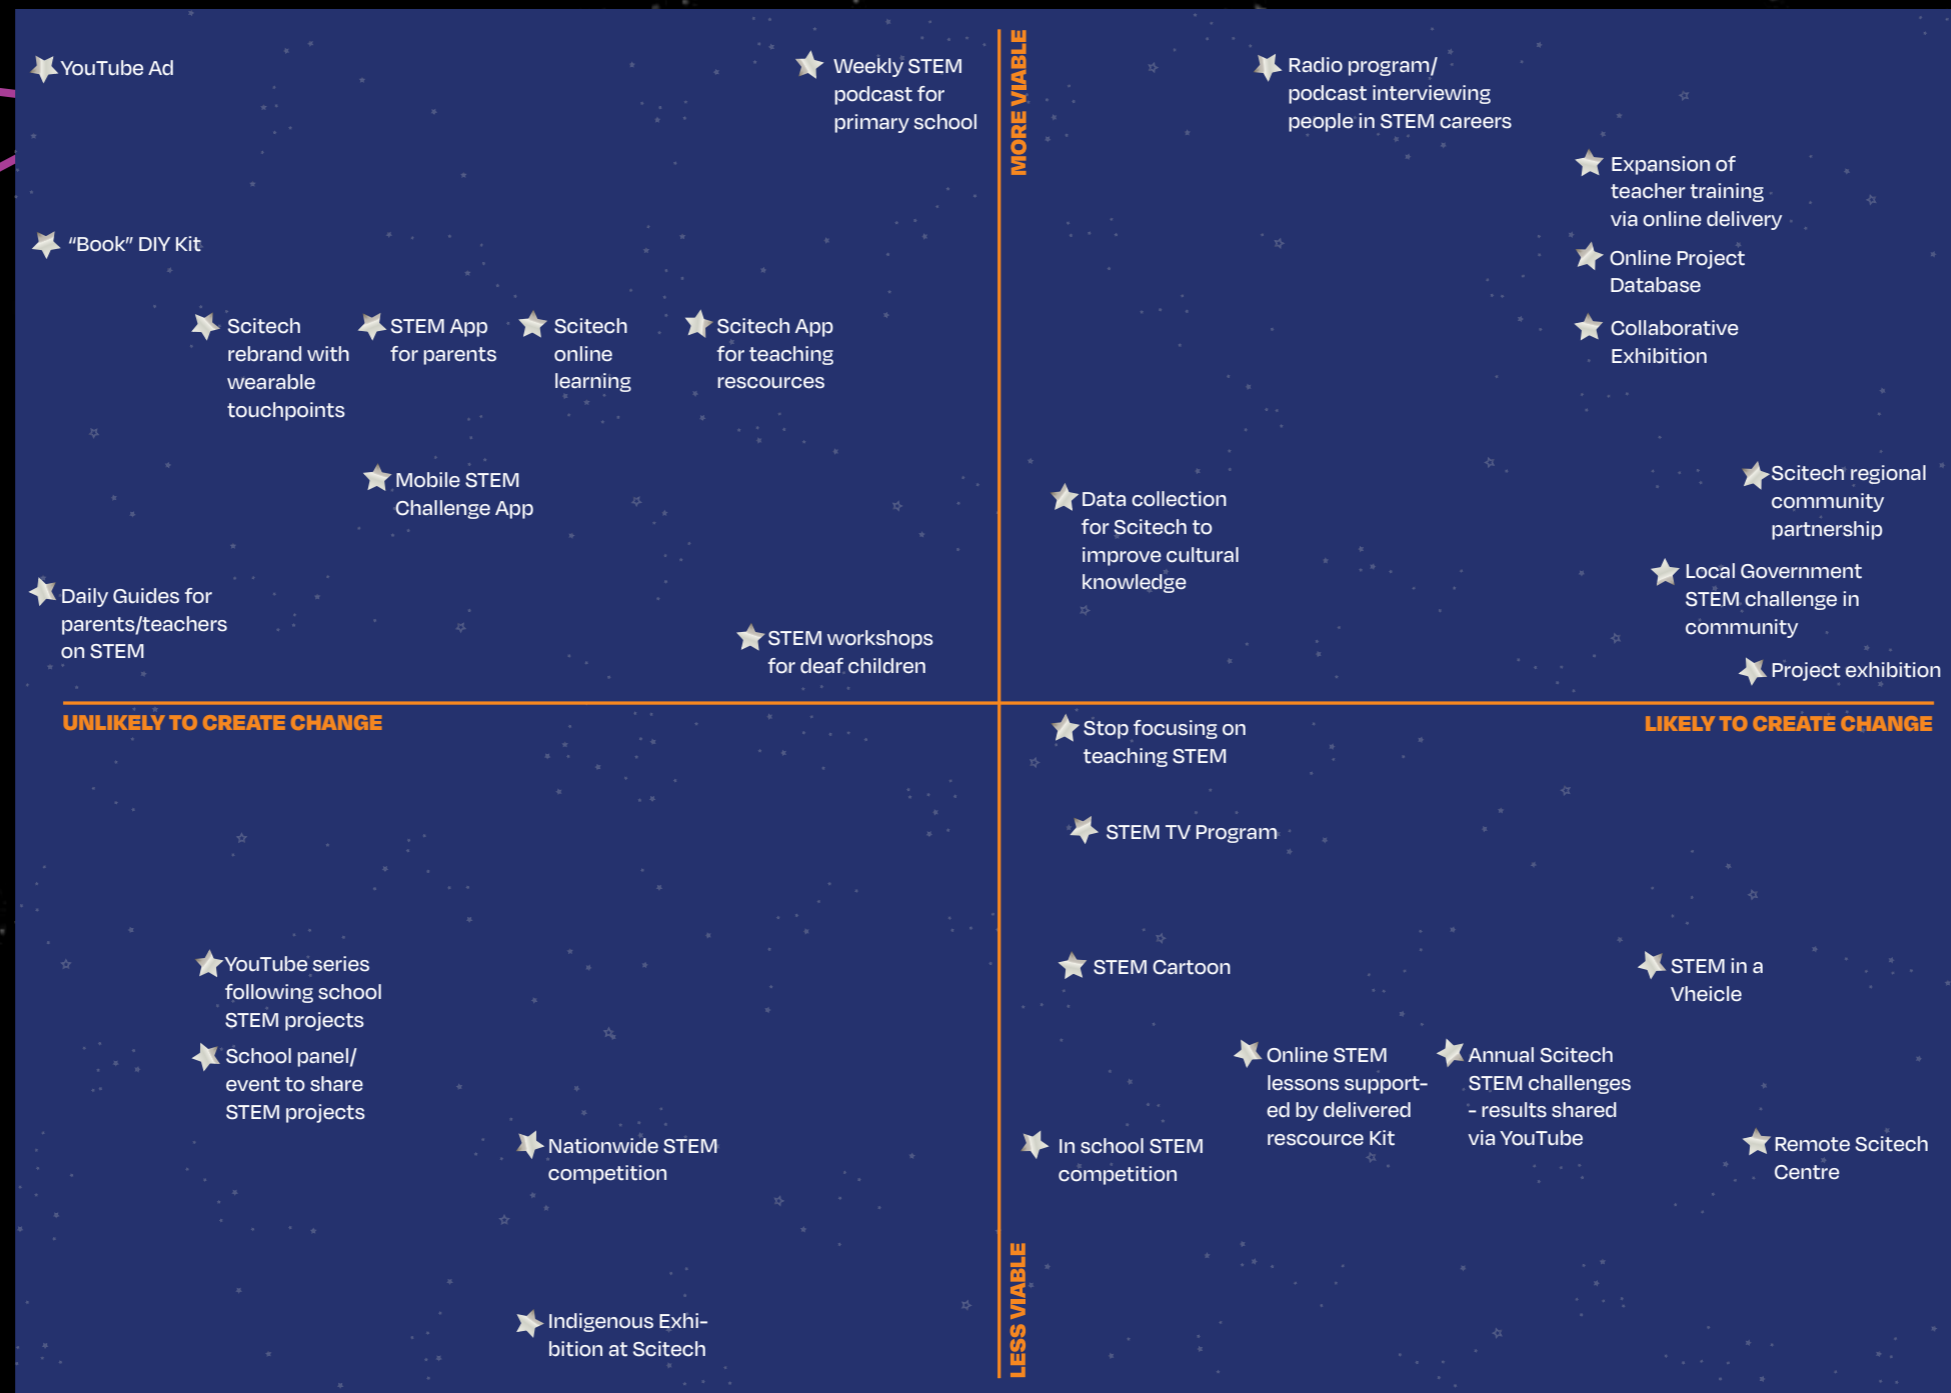 YouTube Ad
Weekly STEM
podcast for
primary school
MORE VIABLE
Radio program/
podcast interviewing
people in STEM careers
Expansion of
teacher training
via online delivery
"Book" DIY Kit
Online Project
Database
Scitech
rebrand with
wearable
touchpoints
STEM App
for parents
Scitech
online
learning
Scitech App
for teaching
rescources
Collaborative
Exhibition
Mobile STEM
Challenge App
Data collection
for Scitech to
improve cultural
knowledge
Scitech regional
community
partnership
Daily Guides for
parents/teachers
on STEM
STEM workshops
for deaf children
Local Government
STEM challenge in
community
Project exhibition
UNLIKELY TO CREATE CHANGE
LIKELY TO CREATE CHANGE
Stop focusing on
teaching STEM
STEM TV Program
YouTube series
following school
STEM projects
STEM Cartoon
STEM in a
Vheicle
School panel/
event to share
STEM projects
Online STEM
lessons support-
ed by delivered
rescource Kit
Annual Scitech
STEM challenges
- results shared
via YouTube
Nationwide STEM
competition
In school STEM
competition
Remote Scitech
Centre
Indigenous Exhi-
bition at Scitech
LESS VIABLE